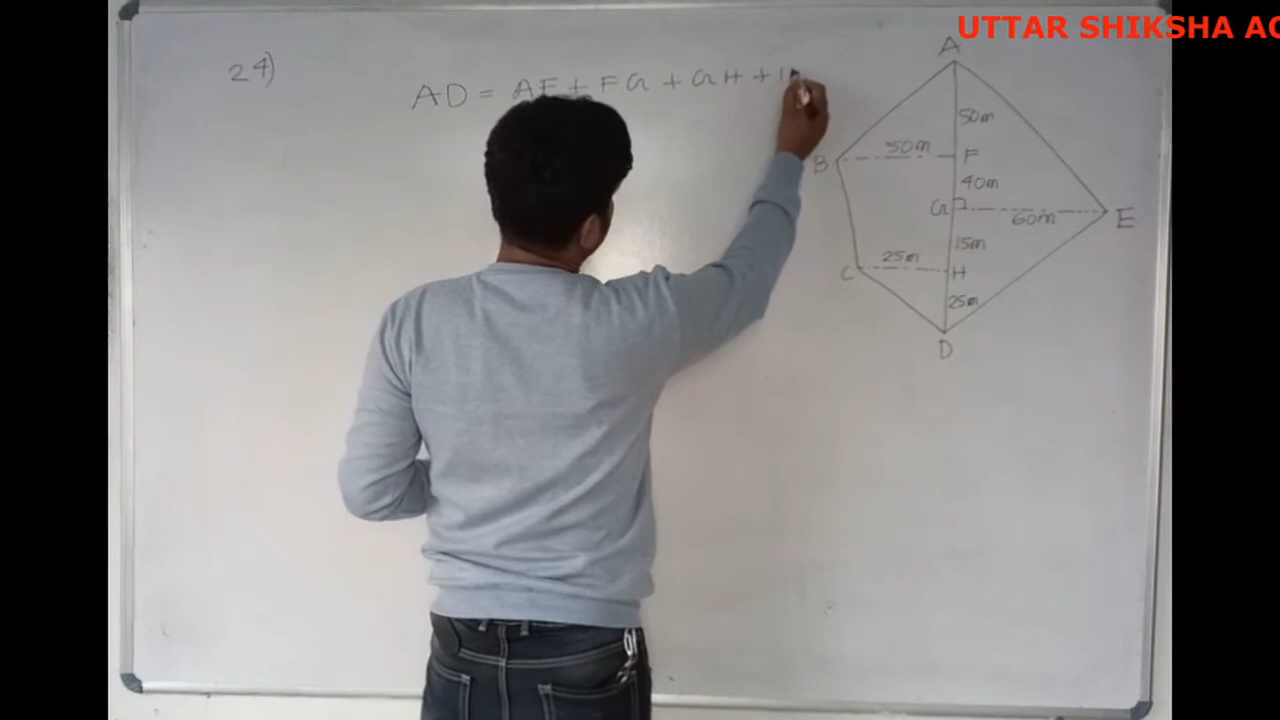 UTTAR SHIKSHA AC
24)
AD = AF + FG + GH + H
A
50m
50m
F
B
40m
G
60m
E
15m
25m
C
H
25m
D